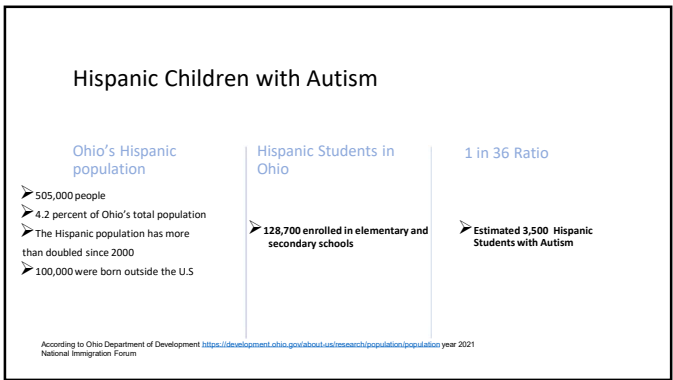 Hispanic Children with Autism
Ohio's Hispanic
population
➢505,000 people
➢4.2 percent of Ohio's total population
➢The Hispanic population has more
than doubled since 2000
➢100,000 were born outside the U.S
Hispanic Students in
Ohio
➢128,700 enrolled in elementary and
secondary schools
1 in 36 Ratio
➢Estimated 3,500 Hispanic
Students with Autism
According to Ohio Department of Development https://development.ohio.gov/about-us/research/population/population year 2021
National Immigration Forum